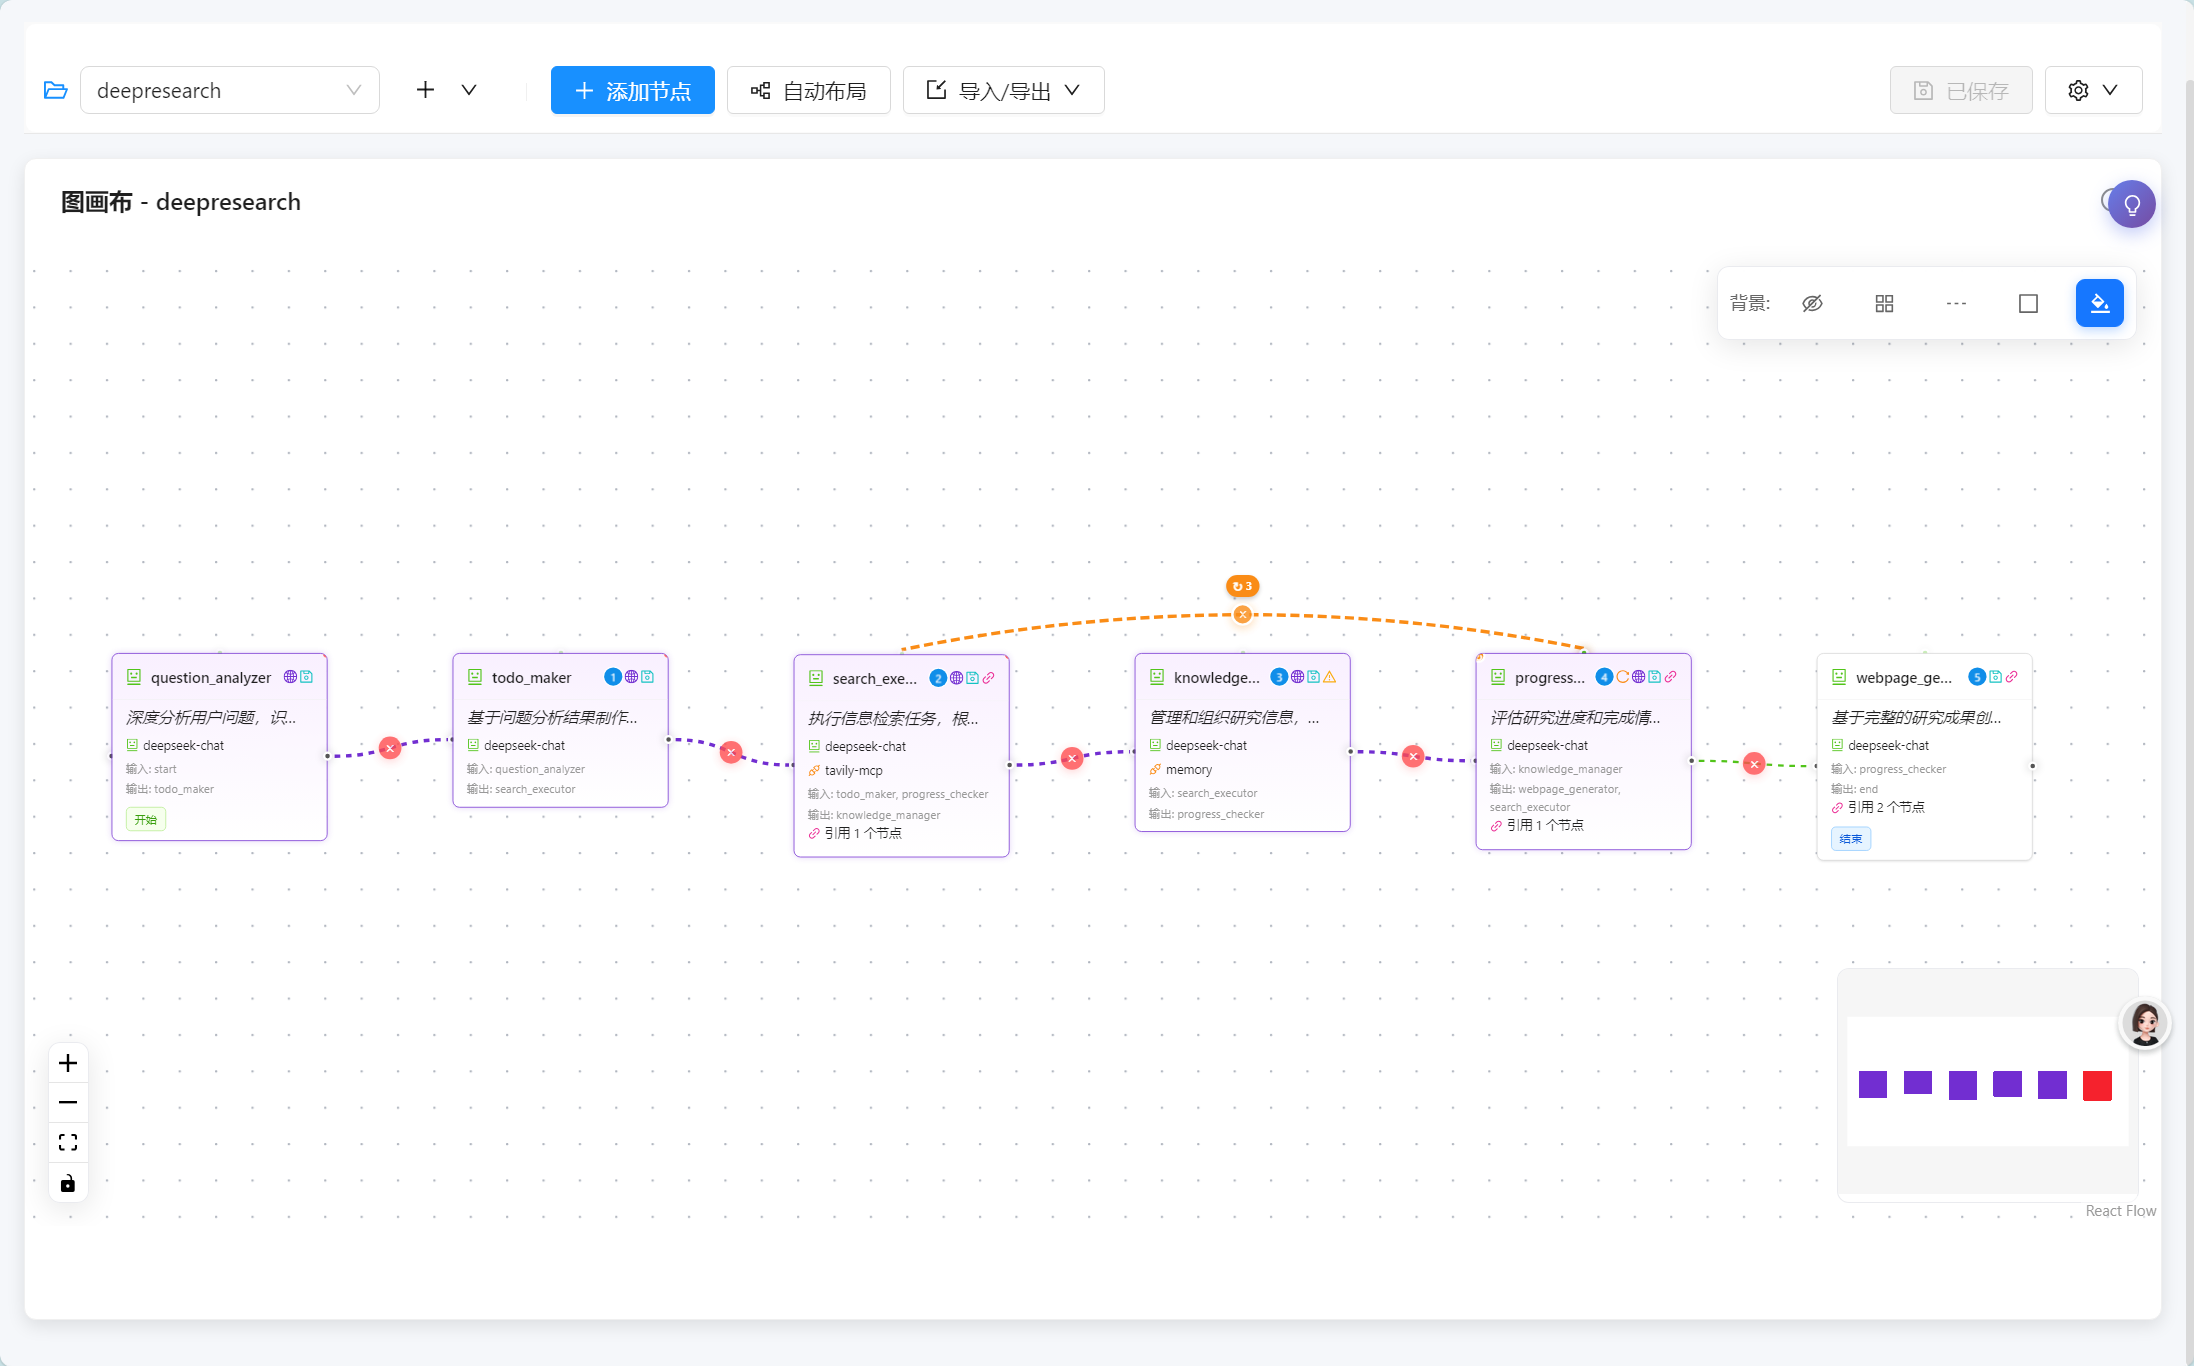 deepresearch
添加节点
自动布局
导入/导出
已保存
图画布 - deepresearch
背景:
3
question_analyzer
深度分析用户问题，识...
deepseek-chat
输入: start
输出: todo_maker
开始
todo_maker
1
基于问题分析结果制作...
deepseek-chat
输入: question_analyzer
输出: search_executor
search_exe...
2
执行信息检索任务，根...
deepseek-chat
tavily-mcp
输入: todo_maker, progress_checker
输出: knowledge_manager
引用 1 个节点
knowledge...
3
管理和组织研究信息，...
deepseek-chat
memory
输入: search_executor
输出: progress_checker
progress...
4
评估研究进度和完成情...
deepseek-chat
输入: knowledge_manager
输出: webpage_generator,
search_executor
引用 1 个节点
webpage_ge...
5
基于完整的研究成果创...
deepseek-chat
输入: progress_checker
输出: end
引用 2 个节点
结束
React Flow